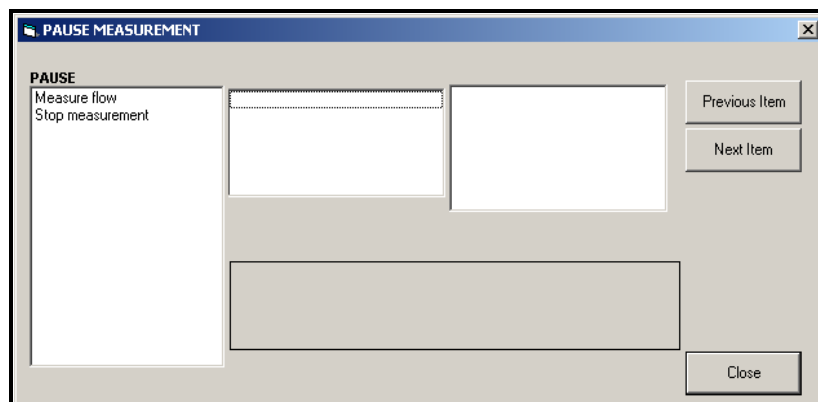 PAUSE MEASUREMENT
PAUSE
Measure flow
Stop measurement
Previous Item
Next Item
Close